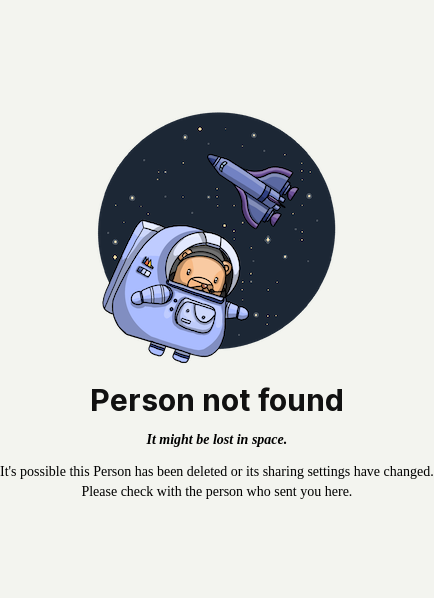 Person not found
It might be lost in space.
It's possible this Person has been deleted or its sharing settings have changed.
Please check with the person who sent you here.